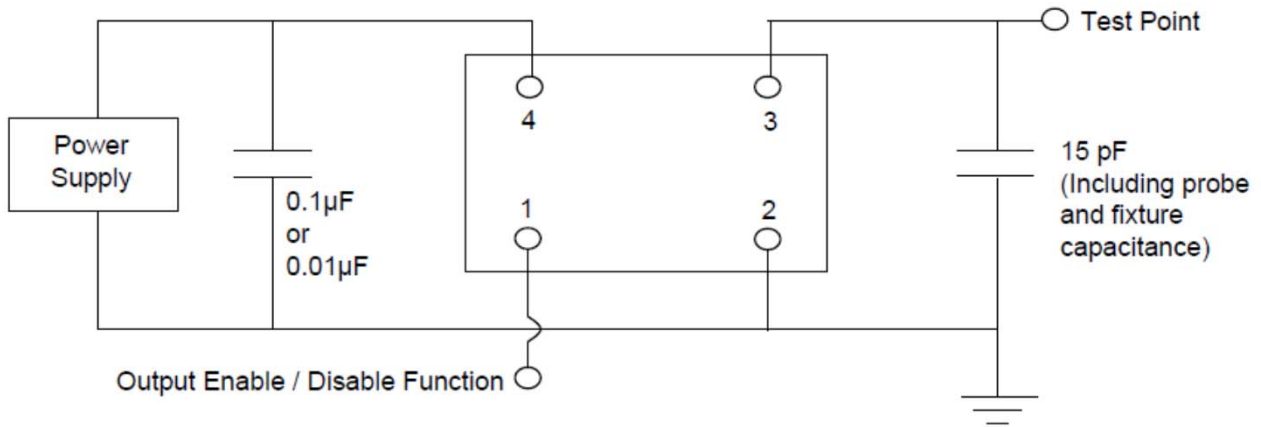 Test Point
Power
Supply
4
3
15 pF
(Including probe
and fixture
capacitance)
0.1µF
or
0.01µF
1
2
Output Enable / Disable Function